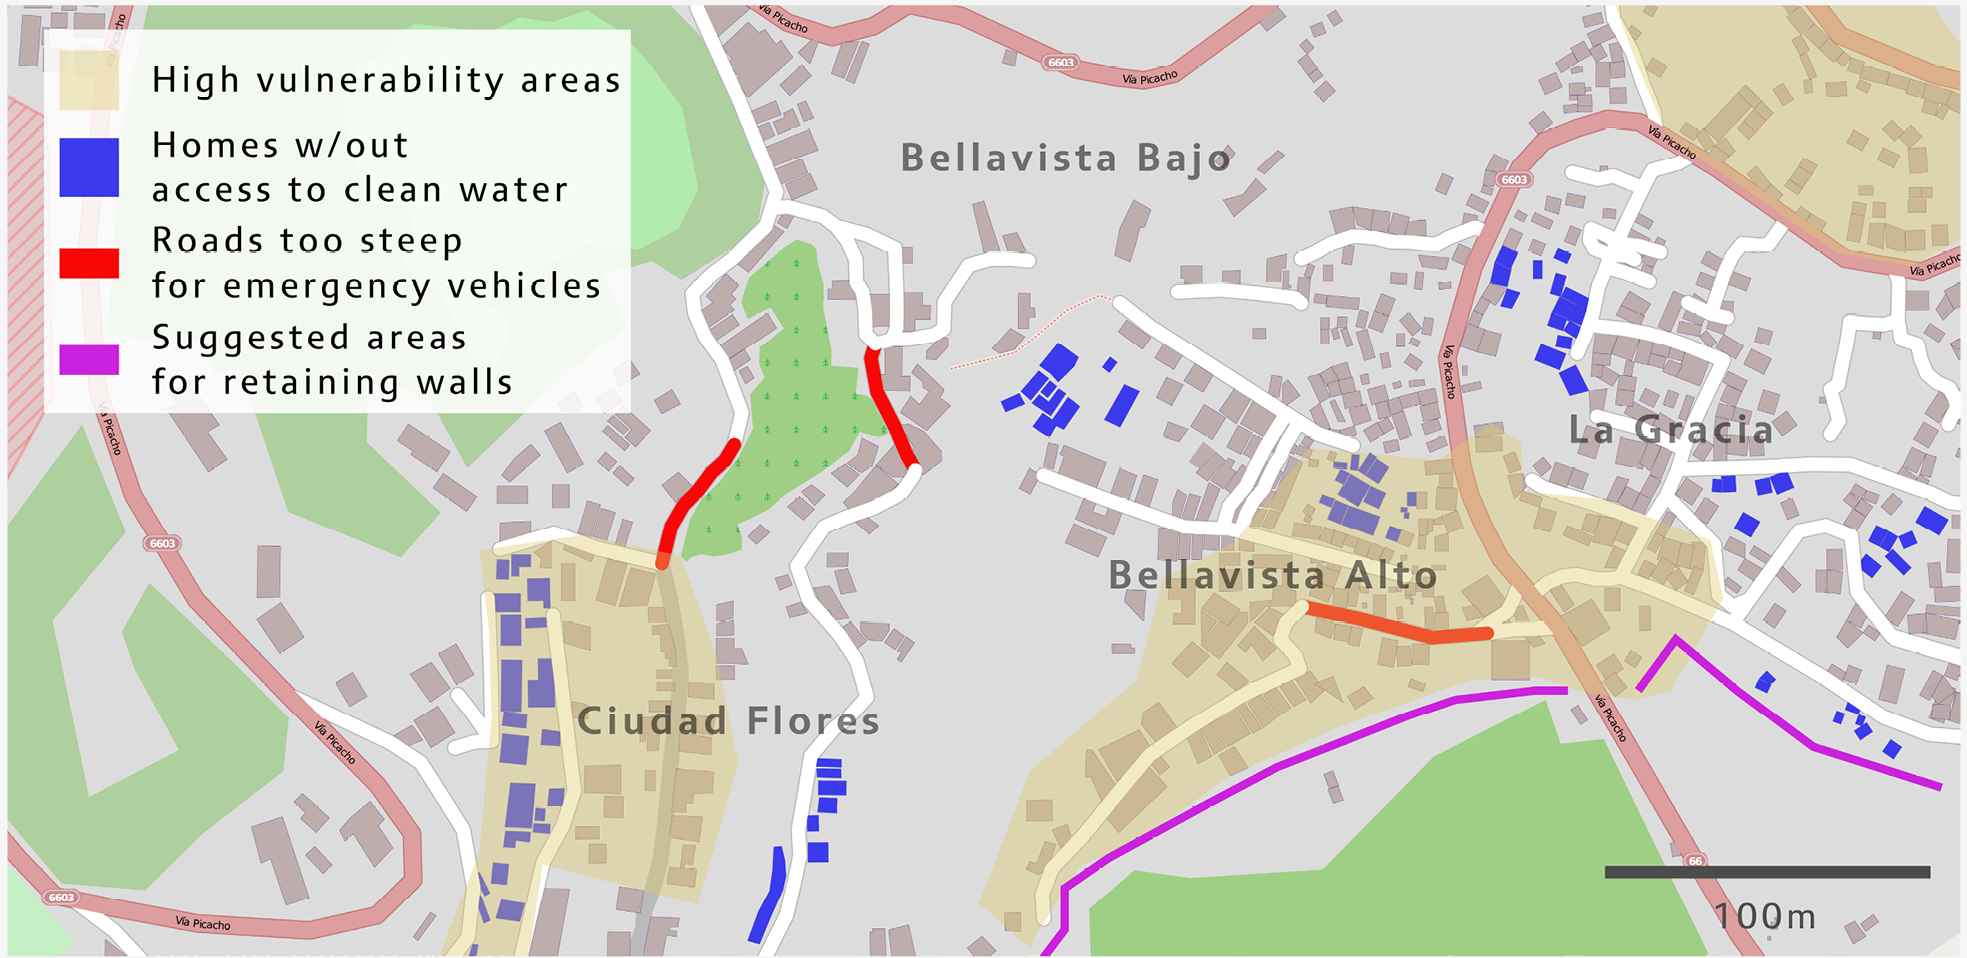 Vía Picacho
Vía Picacho
High vulnerability areas
Homes w/out
access to clean water
Roads too steep
for emergency vehicles
Suggested areas
for retaining walls
6603
Vía Picacho
Bellavista Bajo
Vía Picacho
6603
Vía Picacho
Vía Picacho
Vía Picacho
La Gracia
6603
Bellavista Alto
Ciudad Flores
Vía Picacho
Vía Picacho
66
6603
Vía Picacho
100m